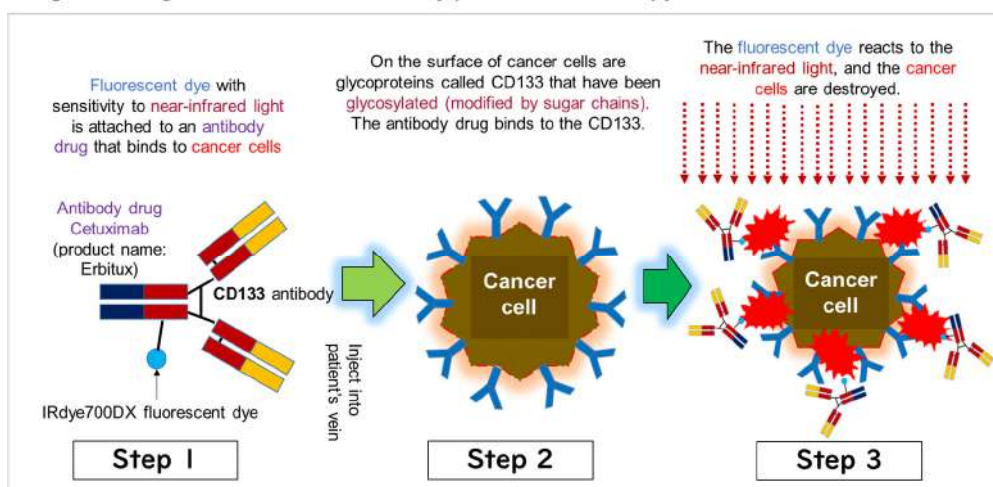 Fluorescent dye with
sensitivity to near-infrared light
is attached to an antibody
drug that binds to cancer cells
Antibody drug
Cetuximab
(product name:
Erbitux)
CD133 antibody
IRdye700DX fluorescent dye
Step 1
Inject into
patient's vein
On the surface of cancer cells are
glycoproteins called CD133 that have been
glycosylated (modified by sugar chains).
The antibody drug binds to the CD133.
Cancer
cell
Step 2
The fluorescent dye reacts to the
near-infrared light, and the cancer
cells are destroyed.
Cancer
cell
Step 3